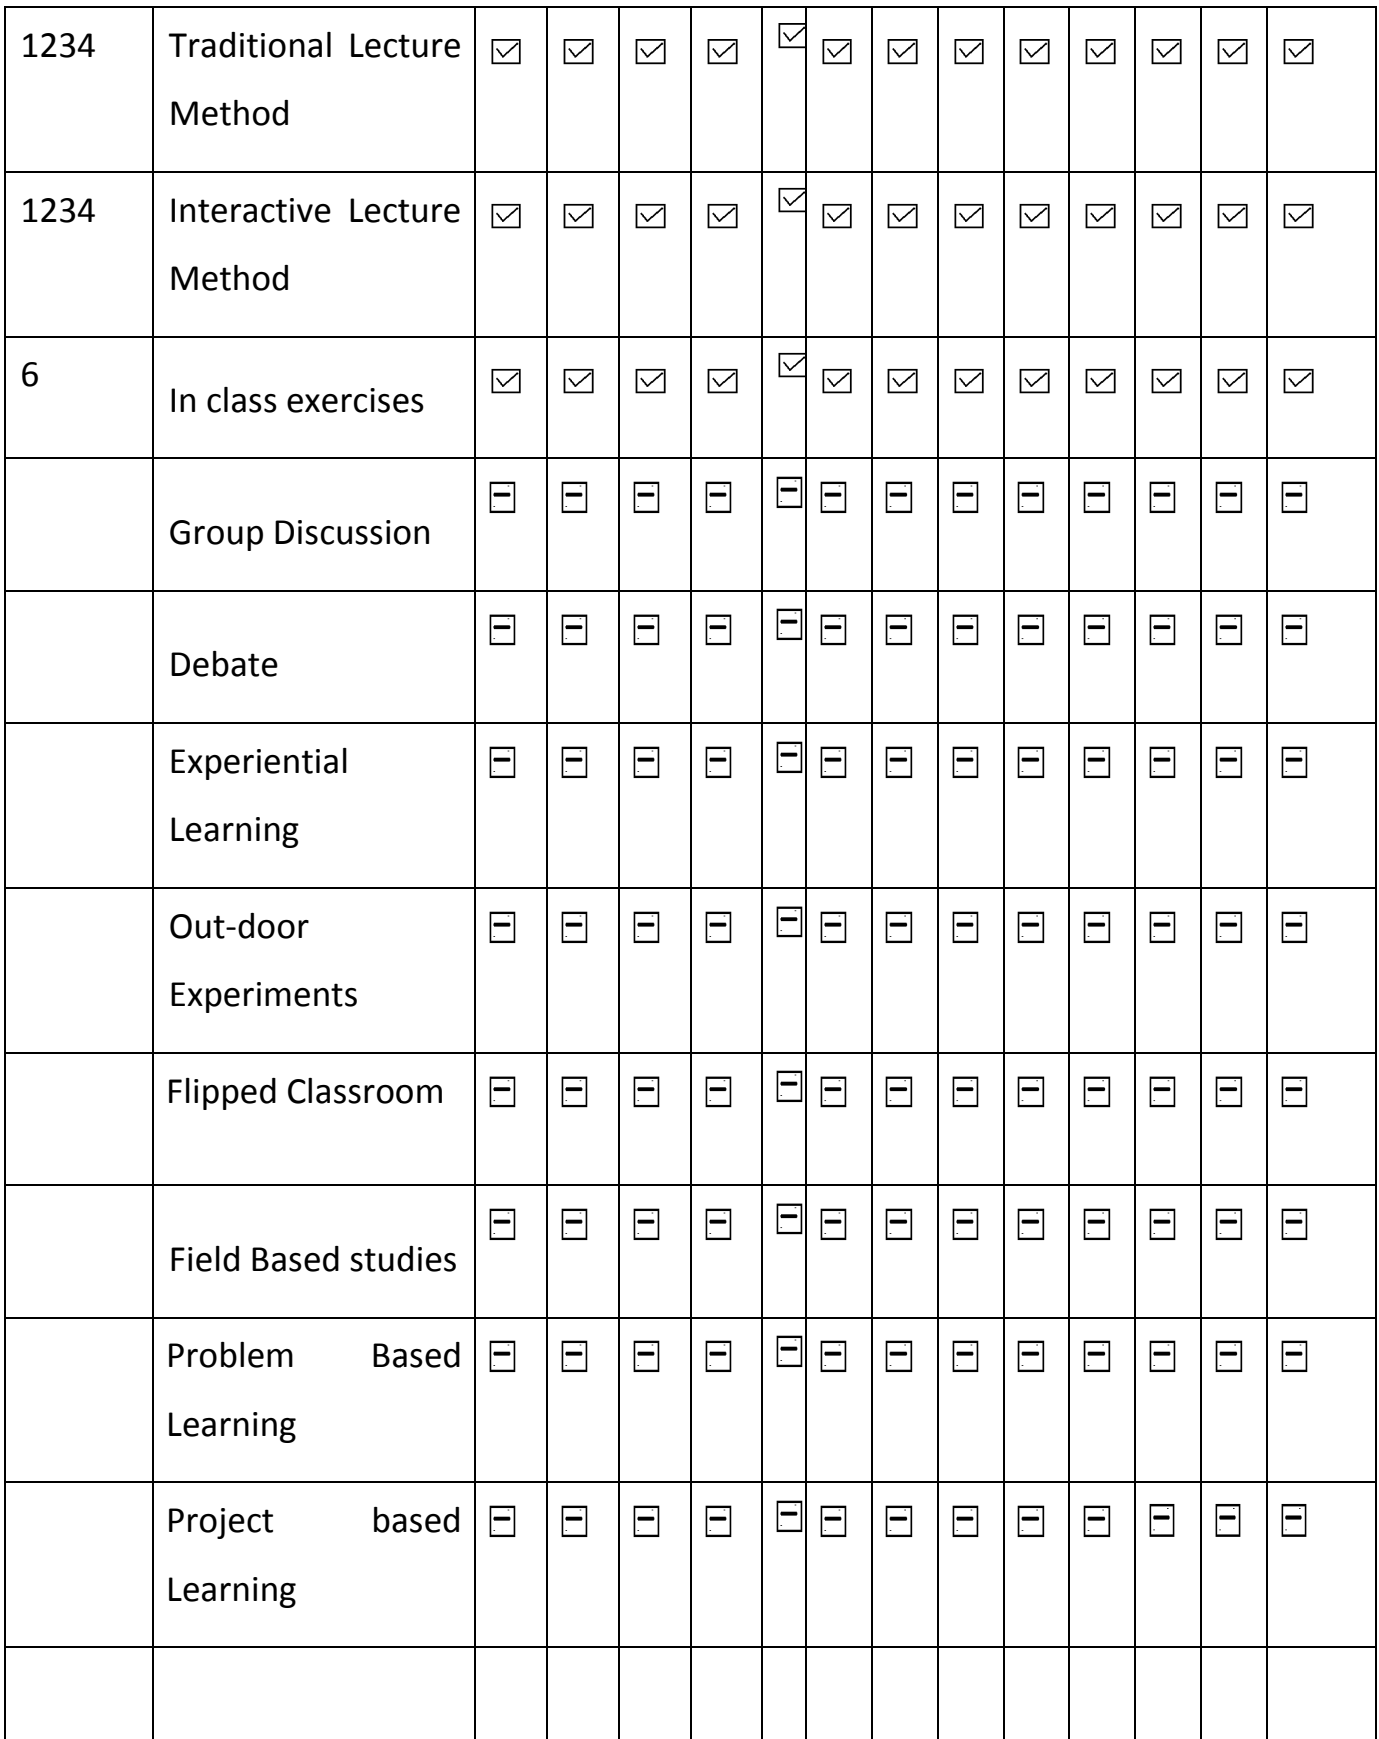 1234 Traditional Lecture ☑ ☑ ☑ ☑ ☑ ☑ ☑ ☑ ☑ ☑ ☑ ☑ ☑
Method
1234 Interactive Lecture ☑ ☑ ☑ ☑ ☑ ☑ ☑ ☑ ☑ ☑ ☑ ☑ ☑
Method
6 In class exercises ☑ ☑ ☑ ☑ ☑ ☑ ☑ ☑ ☑ ☑ ☑ ☑ ☑
Group Discussion
Debate
Experiential
Learning
Out-door
Experiments
Flipped Classroom
Field Based studies
Problem Based
Learning
Project based
Learning